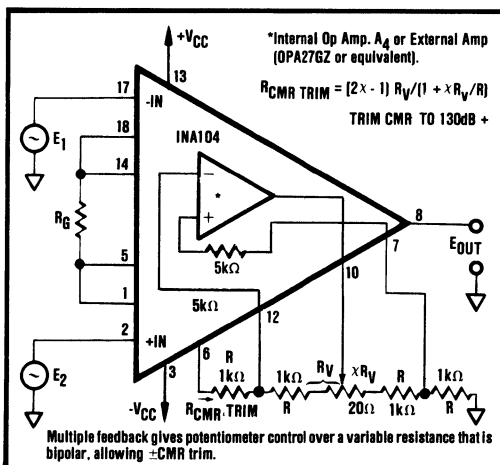 +VCC
*Internal Op Amp. A4 or External Amp
(OPA27GZ or equivalent).
RCMR TRIM = [2χ - 1) RV/(1 + χRV/R)
TRIM CMR TO 130dB +
13
17
-IN
E1
18
INA104
14
RG
5kΩ
8
EOUT
7
5
10
1
5kΩ
12
2
+IN
6
3
E2
-VCC
R
1kΩ
RCMR TRIM
1kΩ
R
RV
χRV
20Ω
R
1kΩ
1kΩ
R
Multiple feedback gives potentiometer control over a variable resistance that is
bipolar, allowing ±CMR trim.